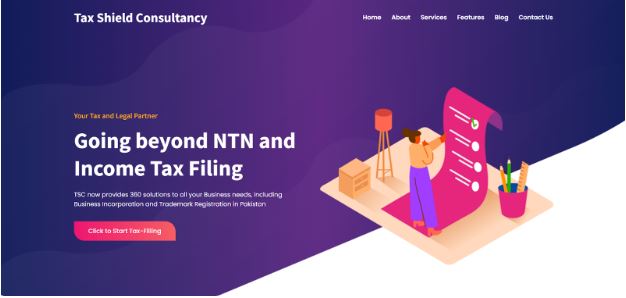 Tax Shield Consultancy
Home About Services Features Blog Contact Us
Your Tax and Legal Partner
Going beyond NTN and
Income Tax Filing
TSC now provides 360 solutions to all your Business needs, including
Business Incorporation and Trademark Registration in Pakistan
Click to Start Tax-Filing